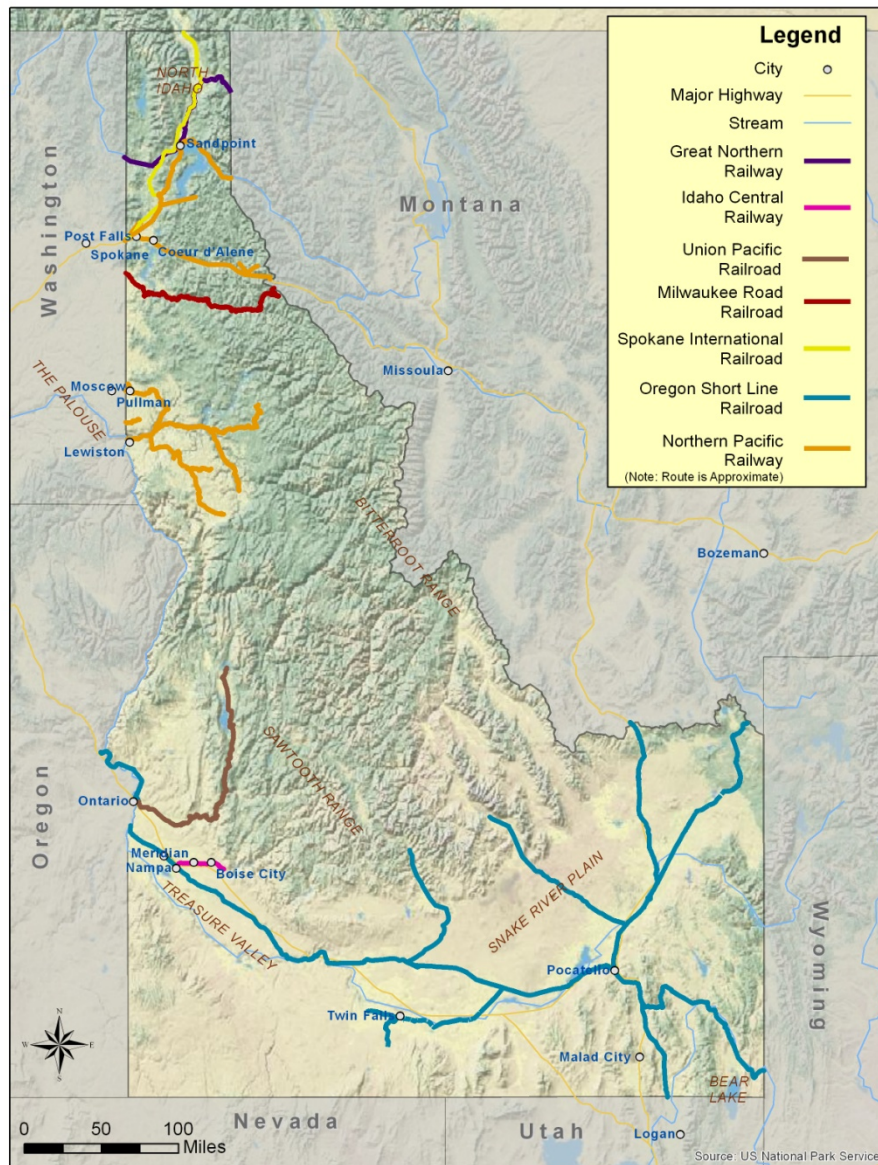 Legend
City
Major Highway
Stream
Great Northern
Railway
Idaho Central
Railway
Union Pacific
Railroad
Milwaukee Road
Railroad
Spokane International
Railroad
Oregon Short Line
Railroad
Northern Pacific
Railway
(Note: Route is Approximate)
NORTH
IDAHO
Sandpoint
Washington
Montana
Post Falls
Coeur d'Alene
Spokane
Missoula
THE PALOUSE
Moscow
Pullman
Lewiston
BITTERROOT RANGE
Bozeman
SAWTOOTH RANGE
Oregon
Ontario
Meridian
Nampa
Boise City
TREASURE VALLEY
SNAKE RIVER PLAIN
Wyoming
Pocatello
Twin Falls
Malad City
BEAR
LAKE
N
W
E
S
0 50 100
Miles
Nevada
Utah
Logan
Source: US National Park Service